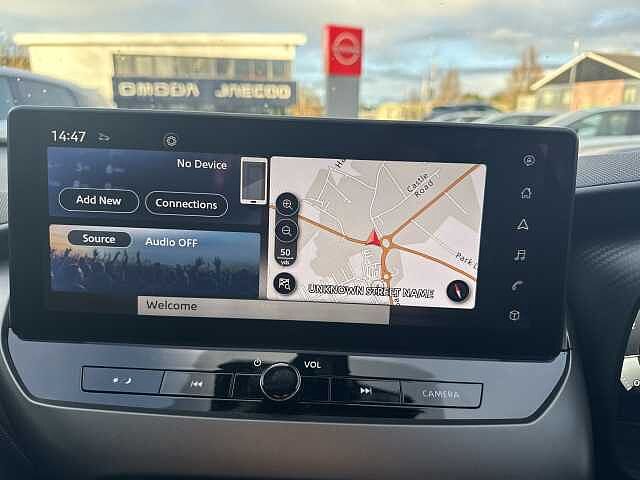 OMODA JAECOO
14:47
No Device
Add New
Connections
Source
Audio OFF
Welcome
Castle
Road
50
yds
UNKNOWN STREET NAME
VOL
CAMERA